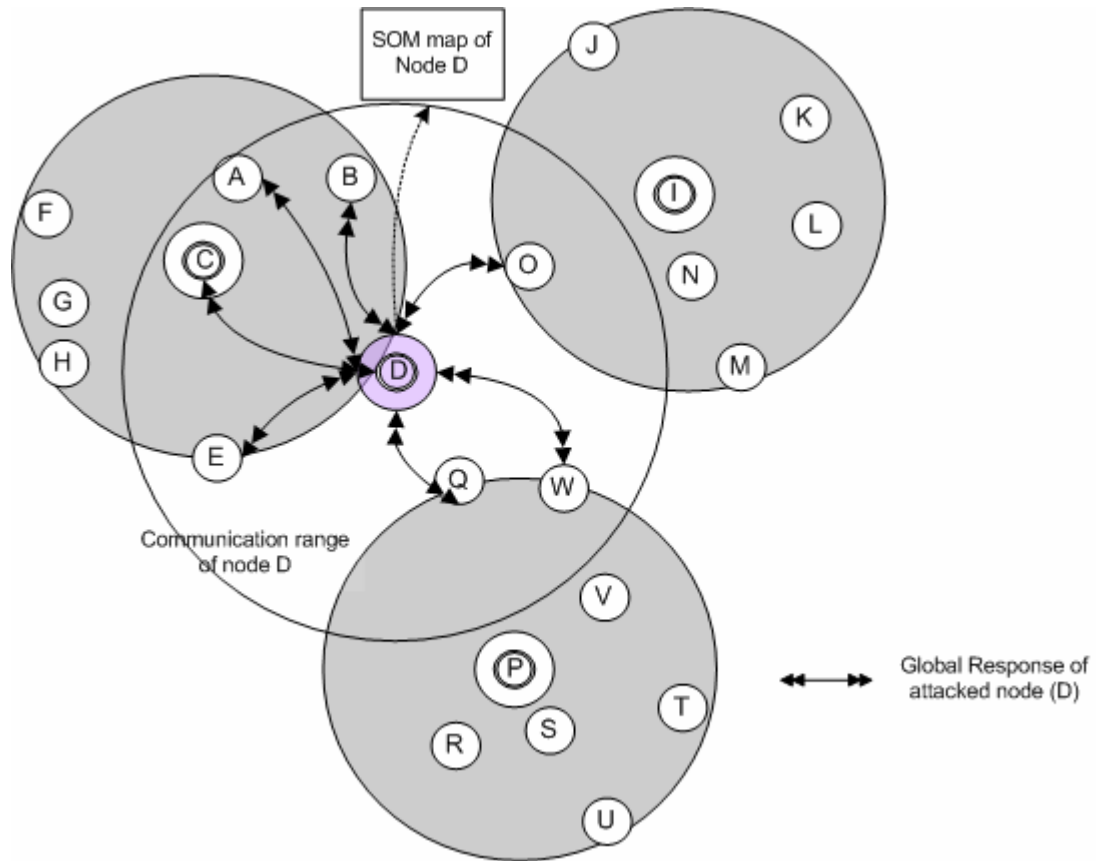 SOM map of
Node D
J
K
A
B
I
F
L
C
O
N
G
H
D
M
E
Q
W
Communication range
of node D
V
P
Global Response of
attacked node (D)
T
S
R
U